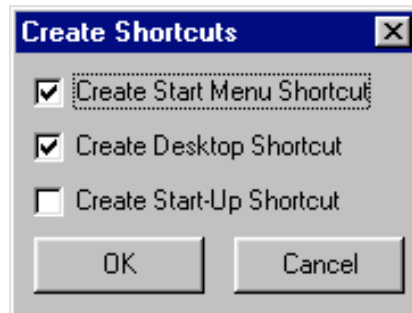 Create Shortcuts
Create Start Menu Shortcut
Create Desktop Shortcut
Create Start-Up Shortcut
OK Cancel